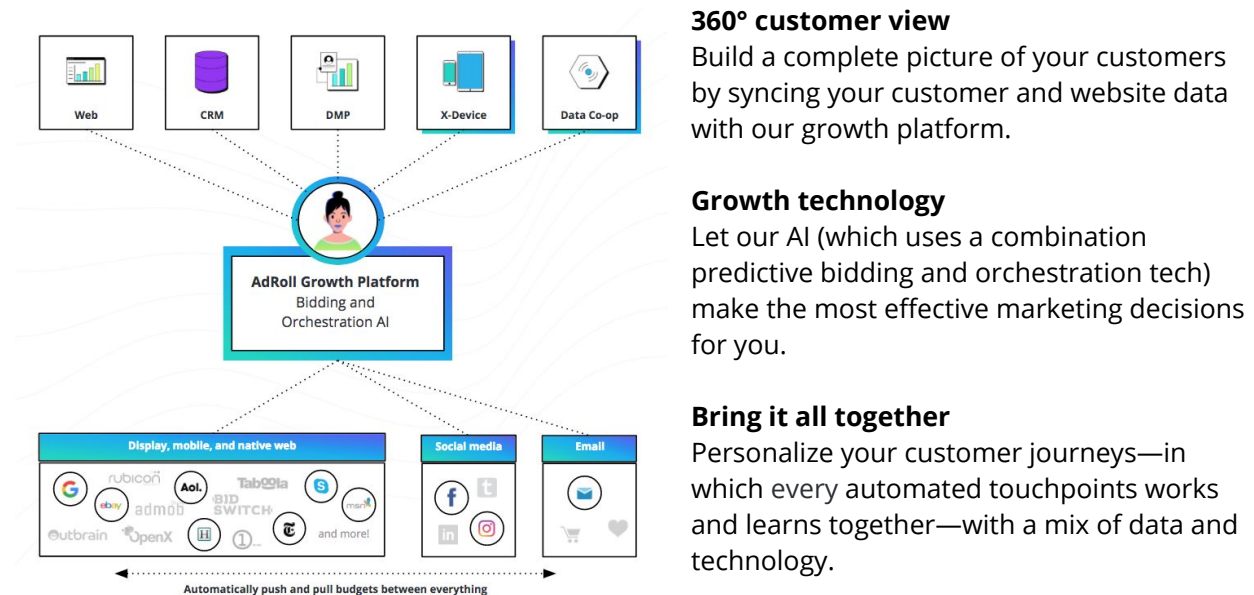 Web
CRM
DMP
X-Device
Data Co-op
AdRoll Growth Platform
Bidding and
Orchestration AI
Display, mobile, and native web
rubicon
Aol.
Taboola
ebay
admob
BID
SWITCH
msn
Outbrain
OpenX
and more!
Social media
Email
Automatically push and pull budgets between everything
360° customer view
Build a complete picture of your customers
by syncing your customer and website data
with our growth platform.
Growth technology
Let our AI (which uses a combination
predictive bidding and orchestration tech)
make the most effective marketing decisions
for you.
Bring it all together
Personalize your customer journeys—in
which every automated touchpoints works
and learns together—with a mix of data and
technology.